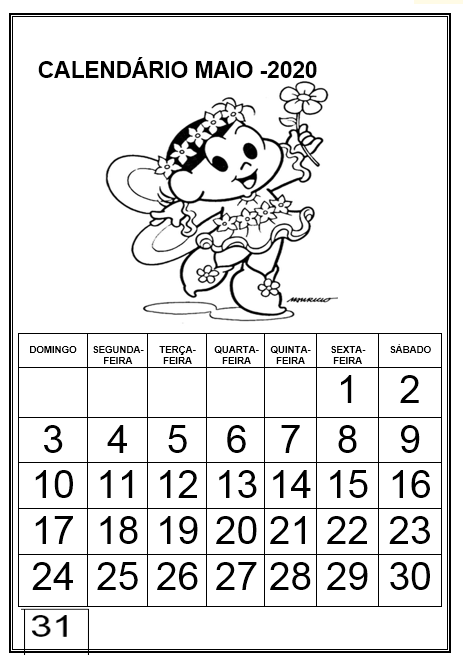 CALENDÁRIO MAIO -2020
MAURICIO
DOMINGO SEGUNDA-FEIRA TERÇA-FEIRA QUARTA-FEIRA QUINTA-FEIRA SEXTA-FEIRA SÁBADO
1 2
3 4 5 6 7 8 9
10 11 12 13 14 15 16
17 18 19 20 21 22 23
24 25 26 27 28 29 30
31